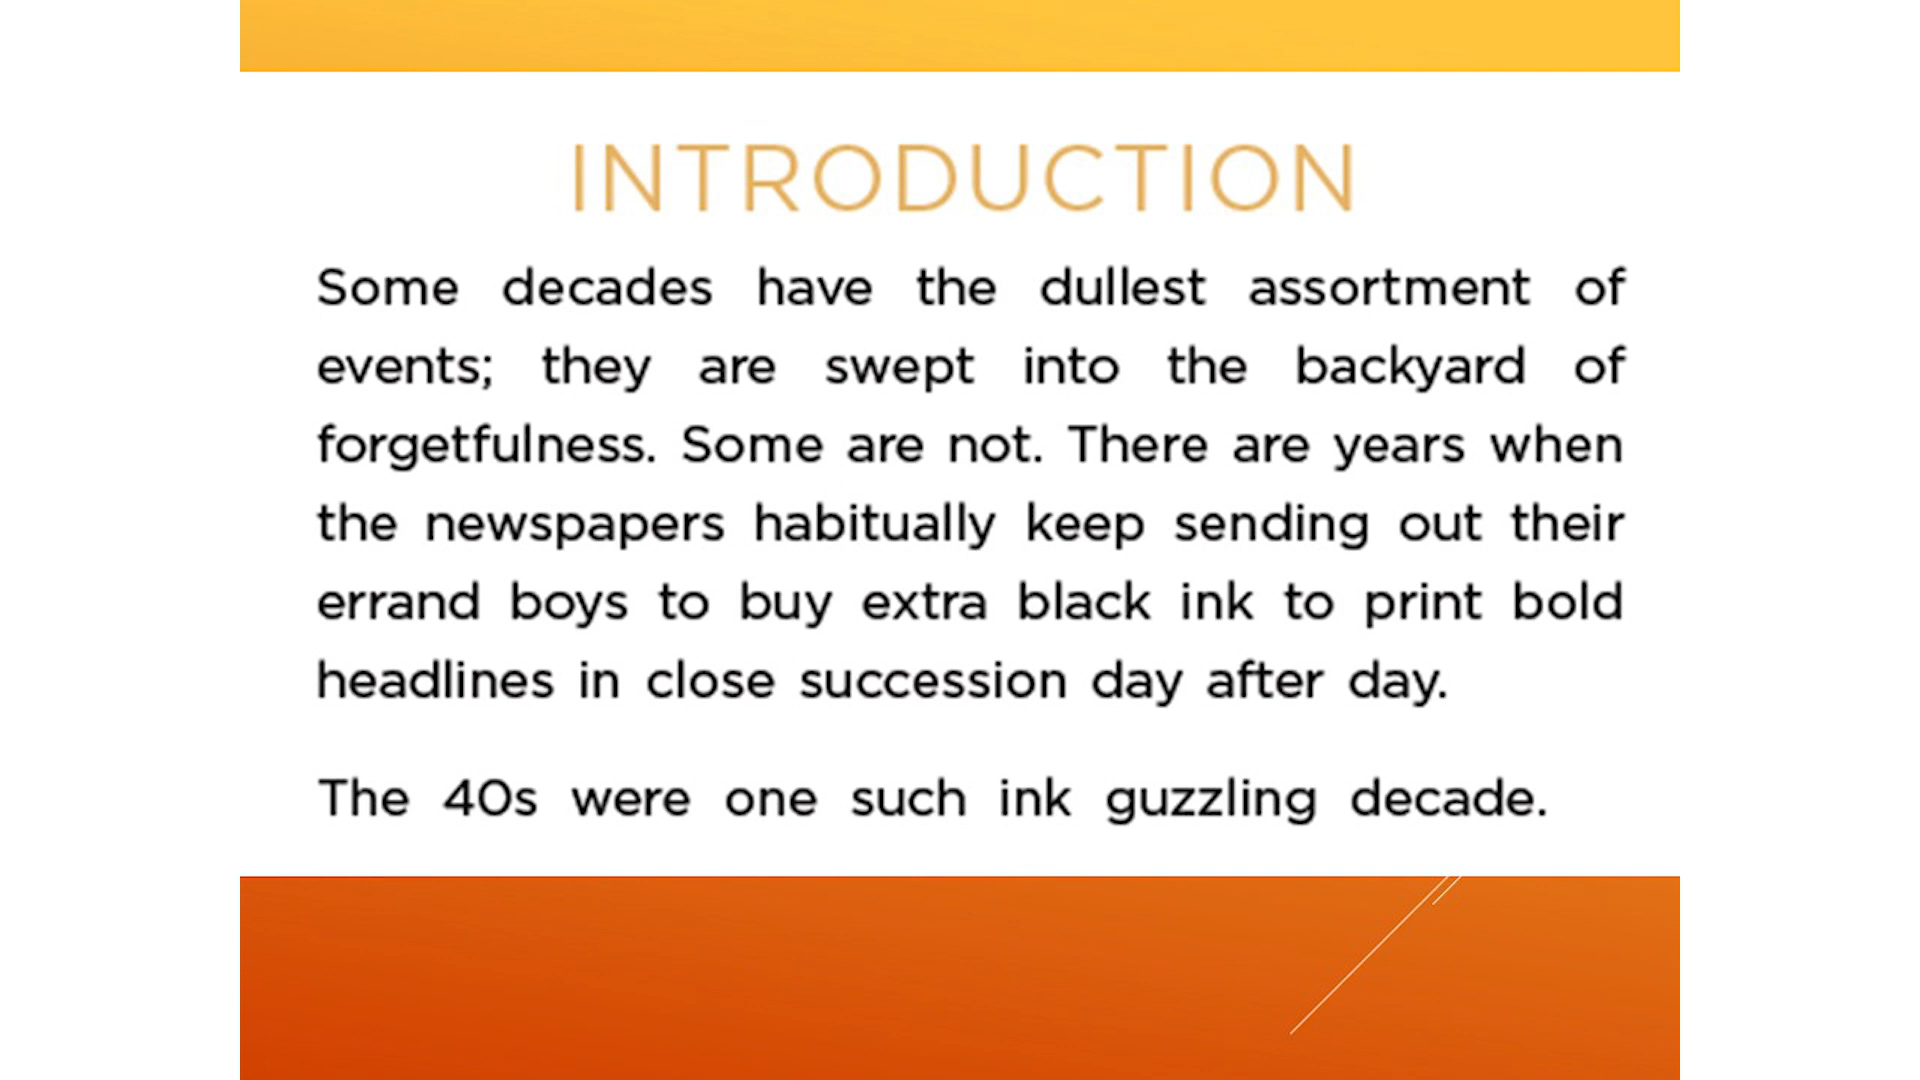 INTRODUCTION
Some decades have the dullest assortment of
events; they are swept into the backyard of
forgetfulness. Some are not. There are years when
the newspapers habitually keep sending out their
errand boys to buy extra black ink to print bold
headlines in close succession day after day.
The 40s were one such ink guzzling decade.